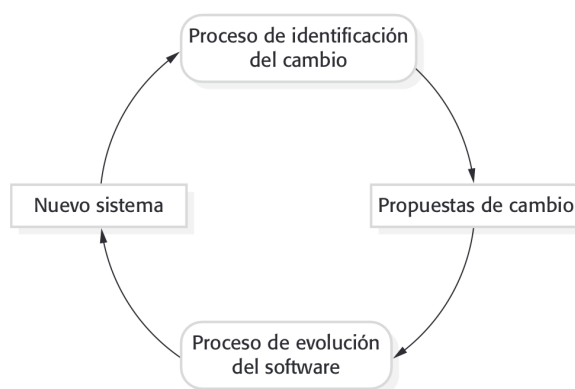 Proceso de identificación
del cambio
Nuevo sistema
Propuestas de cambio
Proceso de evolución
del software